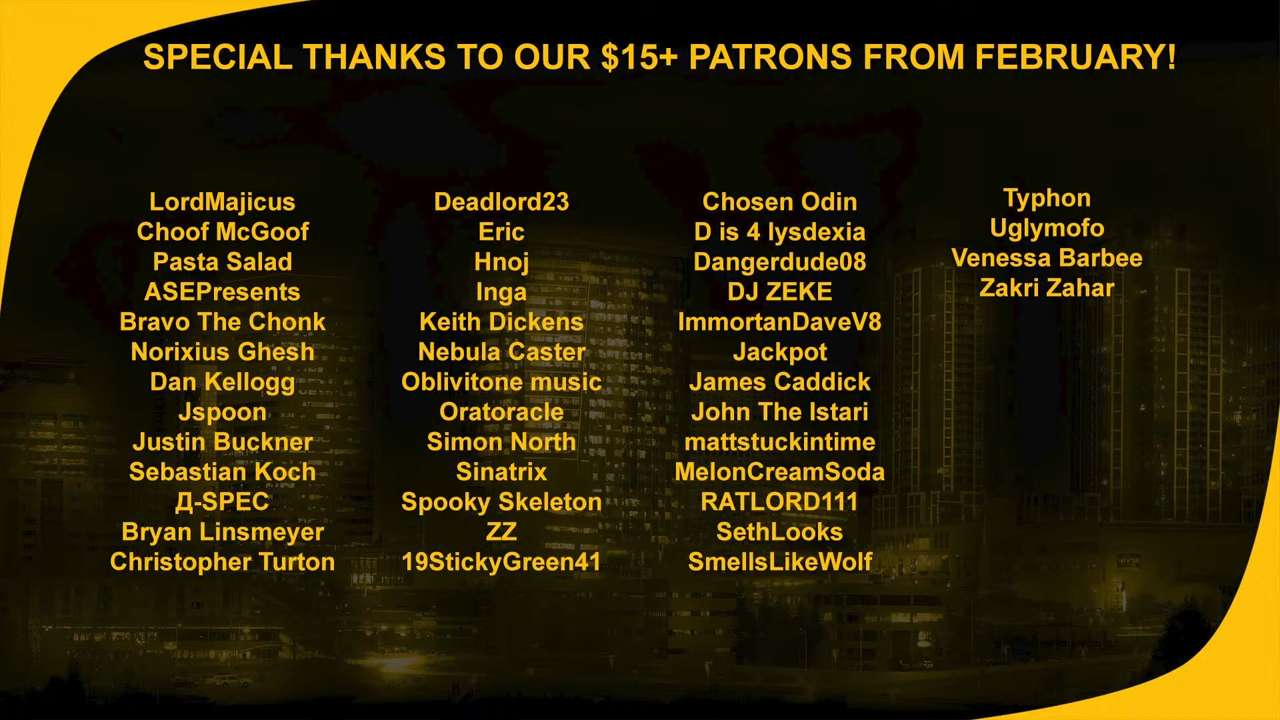 SPECIAL THANKS TO OUR $15+ PATRONS FROM FEBRUARY!
LordMajicus
Choof McGoof
Pasta Salad
ASEPresents
Bravo The Chonk
Norixius Ghesh
Dan Kellogg
Jspoon
Justin Buckner
Sebastian Koch
Д-SPEC
Bryan Linsmeyer
Christopher Turton
Deadlord23
Eric
Hnoj
Inga
Keith Dickens
Nebula Caster
Oblivitone music
Oratoracle
Simon North
Sinatrix
Spooky Skeleton
ZZ
19StickyGreen41
Chosen Odin
D is 4 lysdexia
Dangerdude08
DJ ZEKE
ImmortanDaveV8
Jackpot
James Caddick
John The Istari
mattstuckintime
MelonCreamSoda
RATLORD111
SethLooks
SmellsLikeWolf
Typhon
Uglymofo
Venessa Barbee
Zakri Zahar